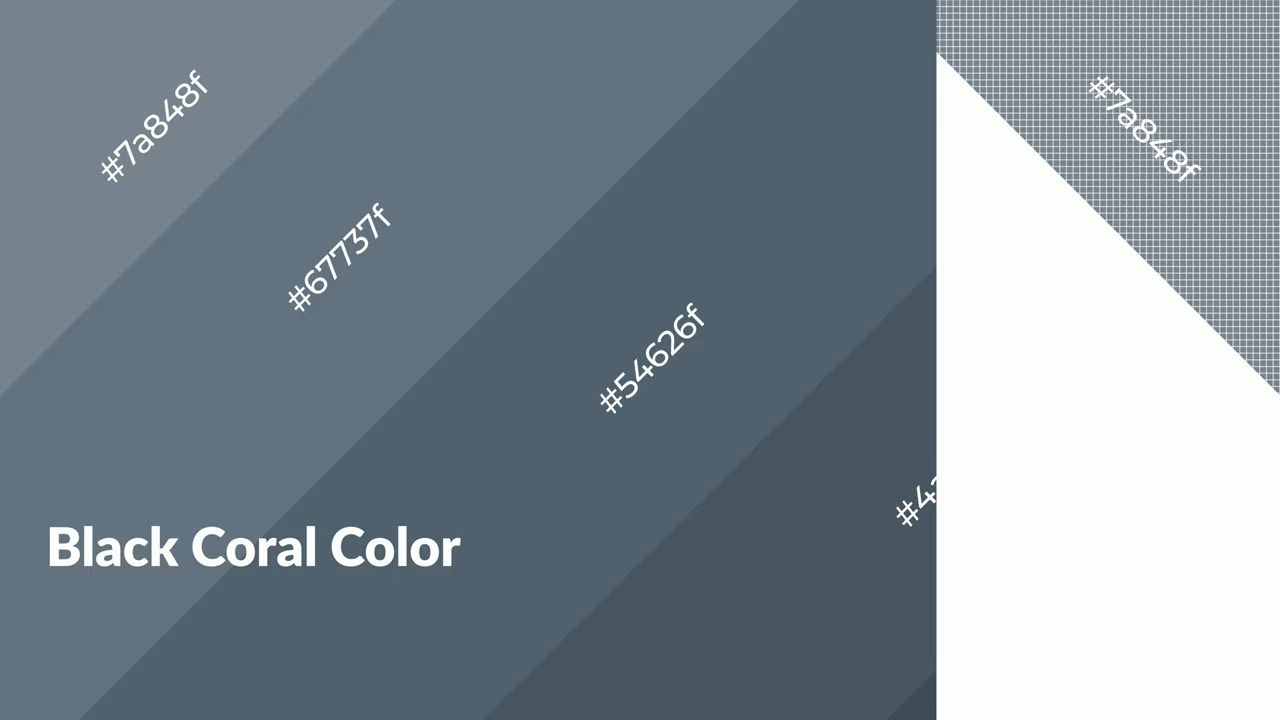 #7a848f
#7a848f
#67737f
#54626f
Black Coral Color